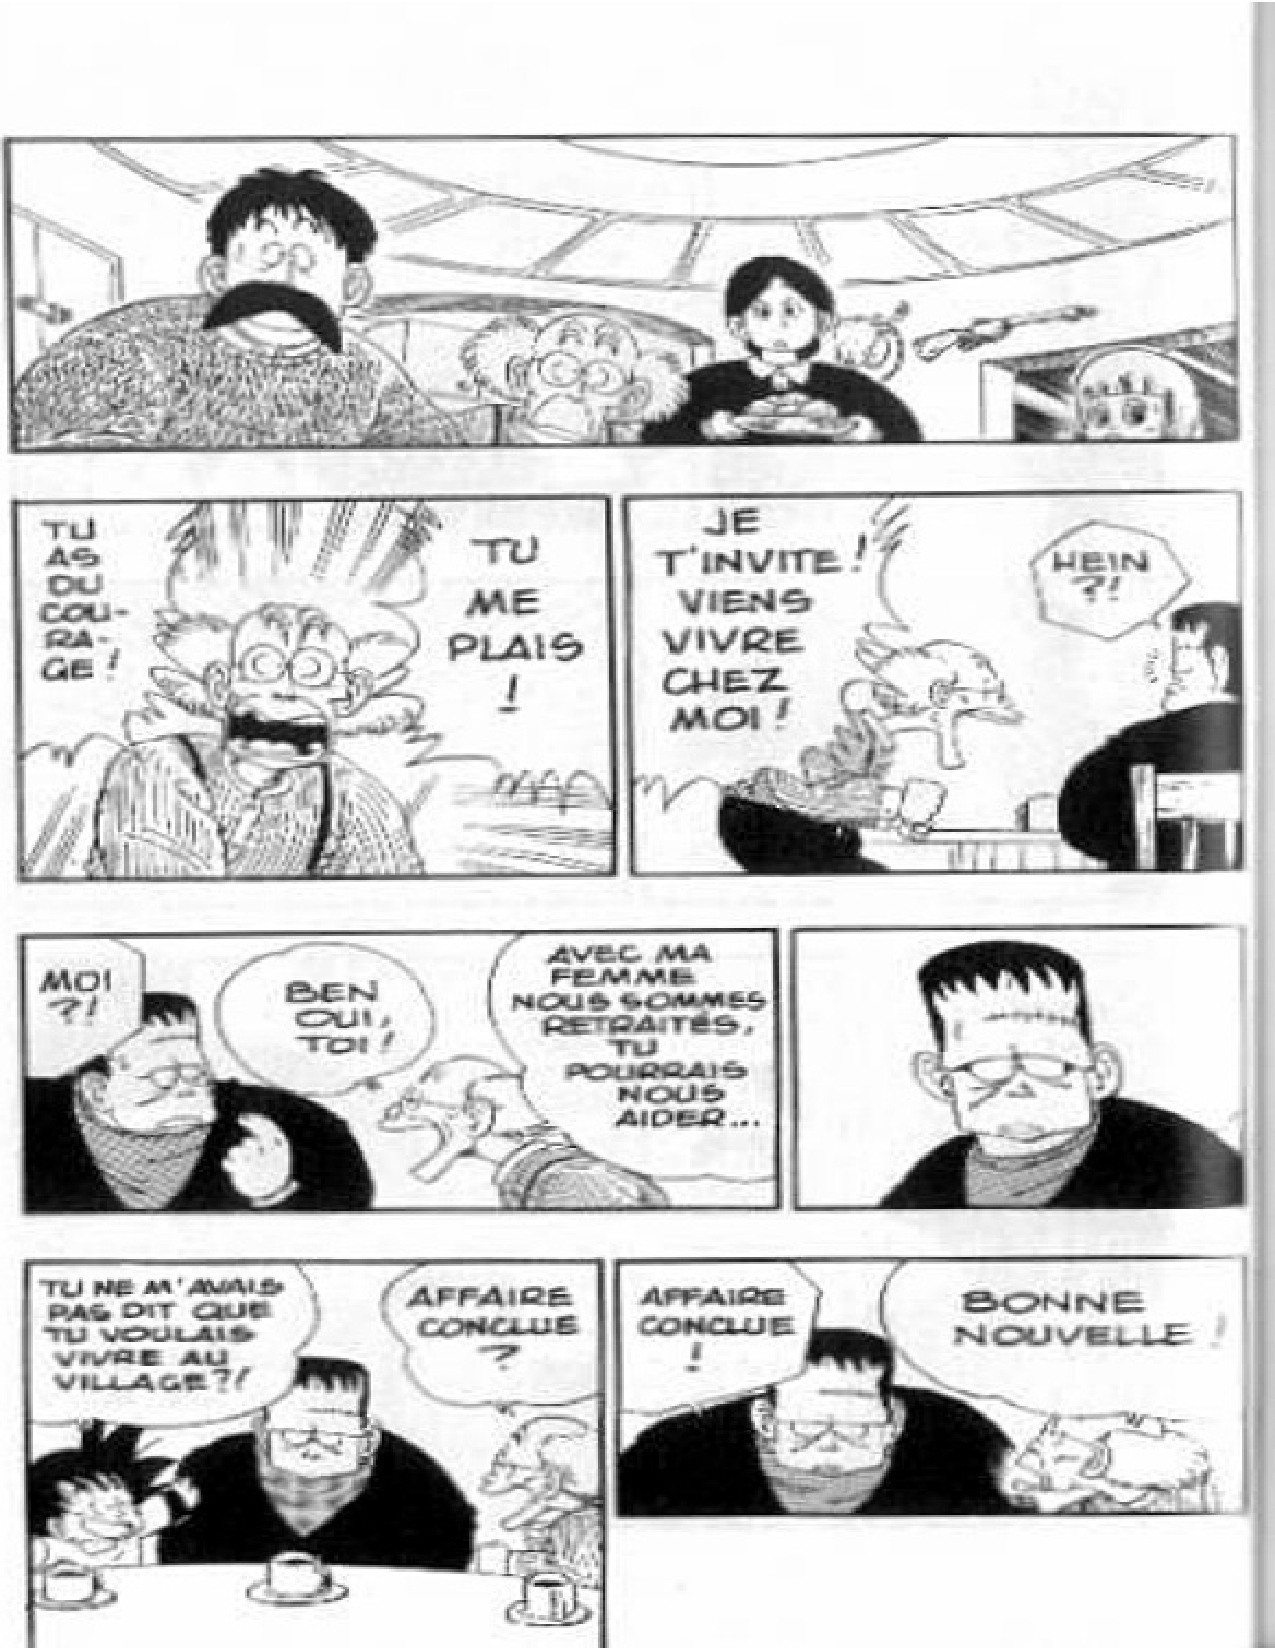 TU
AS
DU
COU-
RA-
GE!
TU
ME
PLAIS
!
JE
T'INVITE!
VIENS
VIVRE
CHEZ
MOI!
HEIN
?!
MOI
?!
BEN
OUI,
TOI!
AVEC MA
FEMME
NOUS SOMMES
RETRAITÉS,
TU
POURRAIS
NOUS
AIDER...
TU NE M'AVAIS
PAS DIT QUE
TU VOULAIS
VIVRE AU
VILLAGE?!
AFFAIRE
CONCLUE
?
AFFAIRE
CONCLUE
!
BONNE
NOUVELLE!